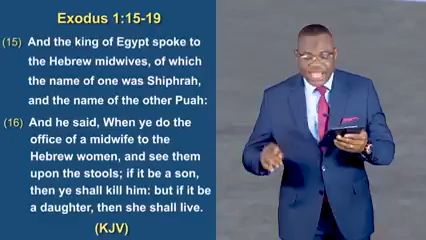 Exodus 1:15-19
(15) And the king of Egypt spoke to
the Hebrew midwives, of which
the name of one was Shiphrah,
and the name of the other Puah:
(16) And he said, When ye do the
office of a midwife to the
Hebrew women, and see them
upon the stools; if it be a son,
then ye shall kill him: but if it be
a daughter, then she shall live.
(KJV)